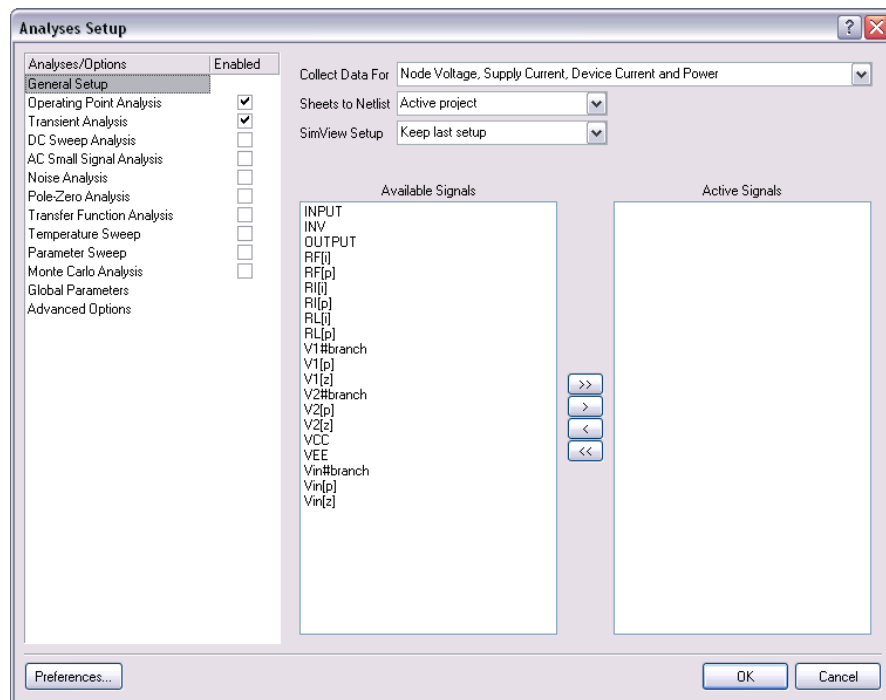 Analyses Setup
Analyses/Options Enabled
General Setup
Operating Point Analysis
Transient Analysis
DC Sweep Analysis
AC Small Signal Analysis
Noise Analysis
Pole-Zero Analysis
Transfer Function Analysis
Temperature Sweep
Parameter Sweep
Monte Carlo Analysis
Global Parameters
Advanced Options
Collect Data For Node Voltage, Supply Current, Device Current and Power
Sheets to Netlist Active project
SimView Setup Keep last setup
Available Signals
INPUT
INV
OUTPUT
RF[i]
RF[p]
RI[i]
RI[p]
RL[i]
RL[p]
V1#branch
V1[p]
V1[z]
V2#branch
V2[p]
V2[z]
VCC
VEE
Vin#branch
Vin[p]
Vin[z]
>>
>
<
<<
Active Signals
Preferences...
OK
Cancel